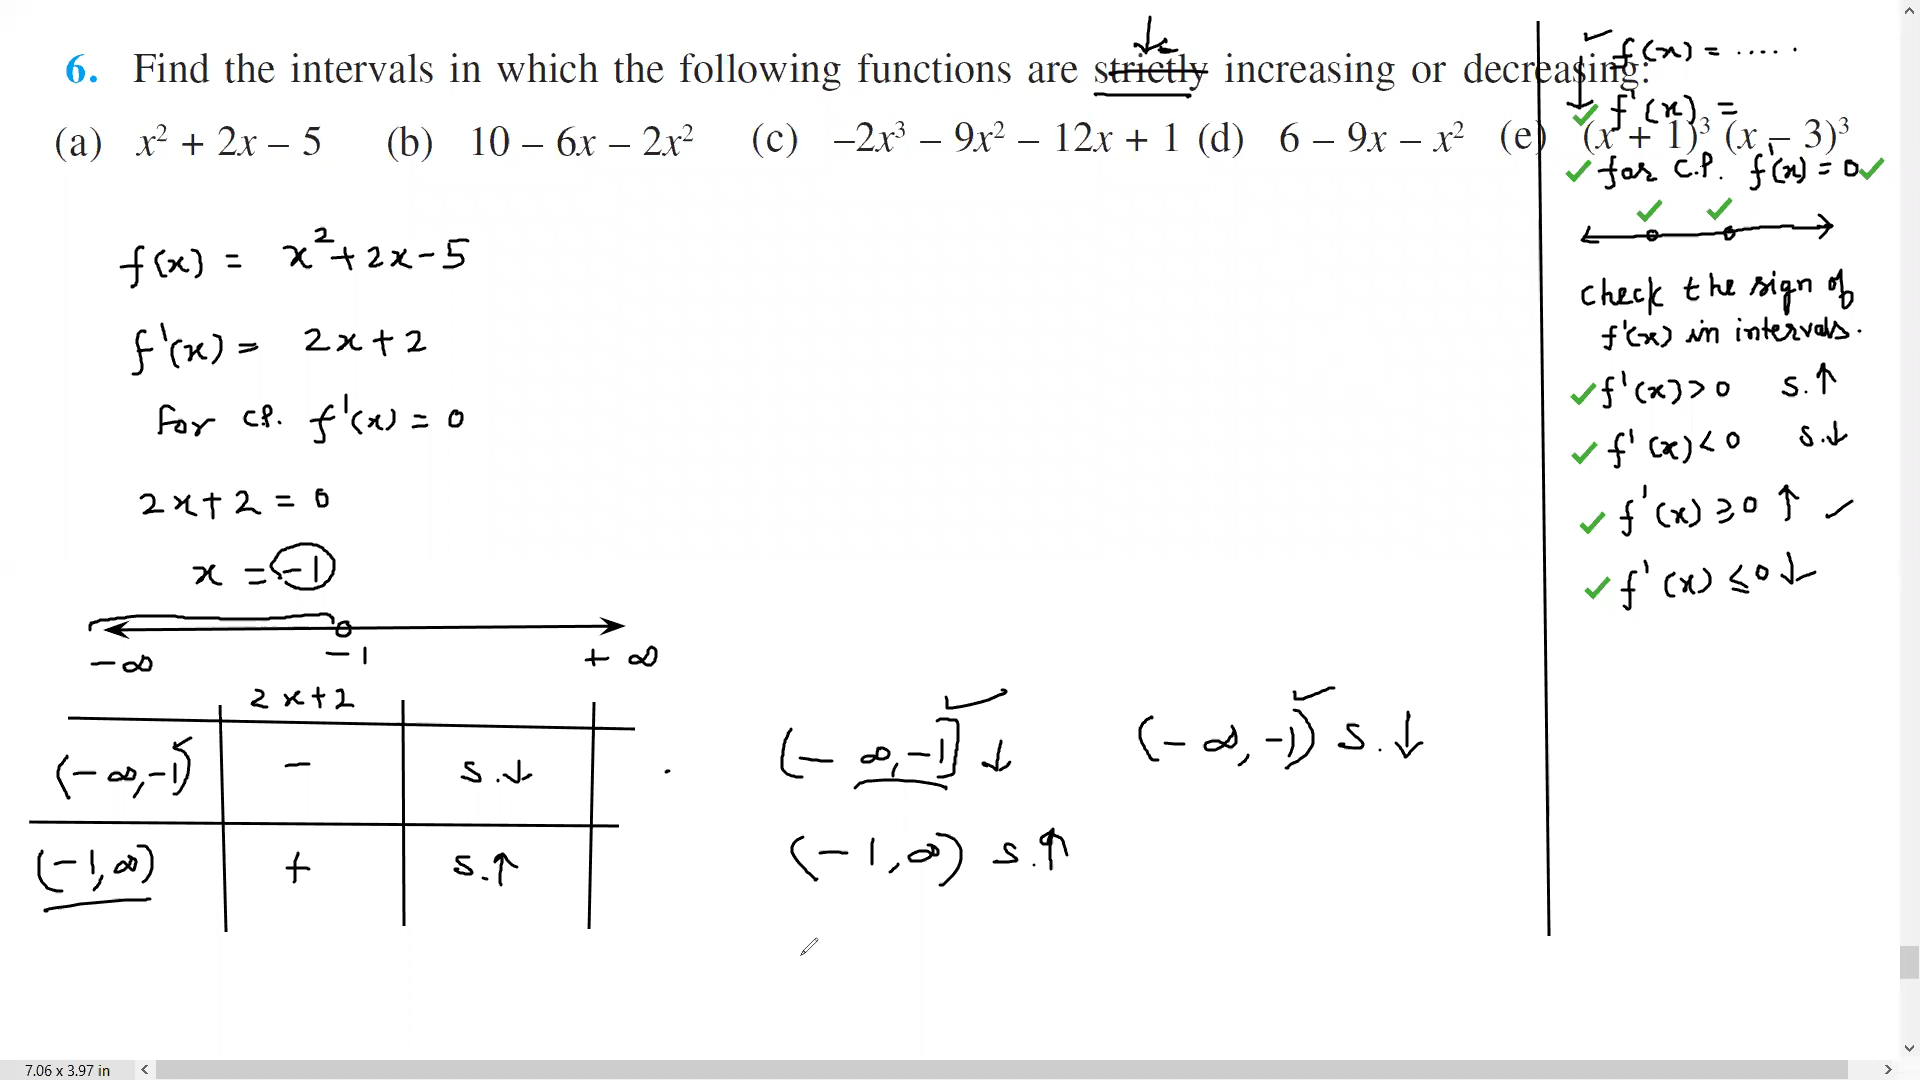 6. Find the intervals in which the following functions are strictly increasing or decreasing:
(a) x² + 2x – 5 (b) 10 – 6x – 2x² (c) –2x³ – 9x² – 12x + 1 (d) 6 – 9x – x² (e) (x + 1)³ (x – 3)³
f(x) = x²+2x-5
f'(x) = 2x+2
For C.P. f'(x) = 0
2x+2 = 0
x = -1
-∞ -1 +∞
2x+2
(-∞,-1) - S.↓
(-1,∞) + S.↑
(-∞,-1] ↓ (-∞,-1) S.↓
(-1,∞) S.↑
f(x) = .....
f'(x) =
for C.P. f'(x) = 0
check the sign of
f'(x) in intervals.
f'(x)>0 S.↑
f'(x)<0 S.↓
f'(x) ≥0 ↑
f'(x) ≤0 ↓
7.06 x 3.97 in